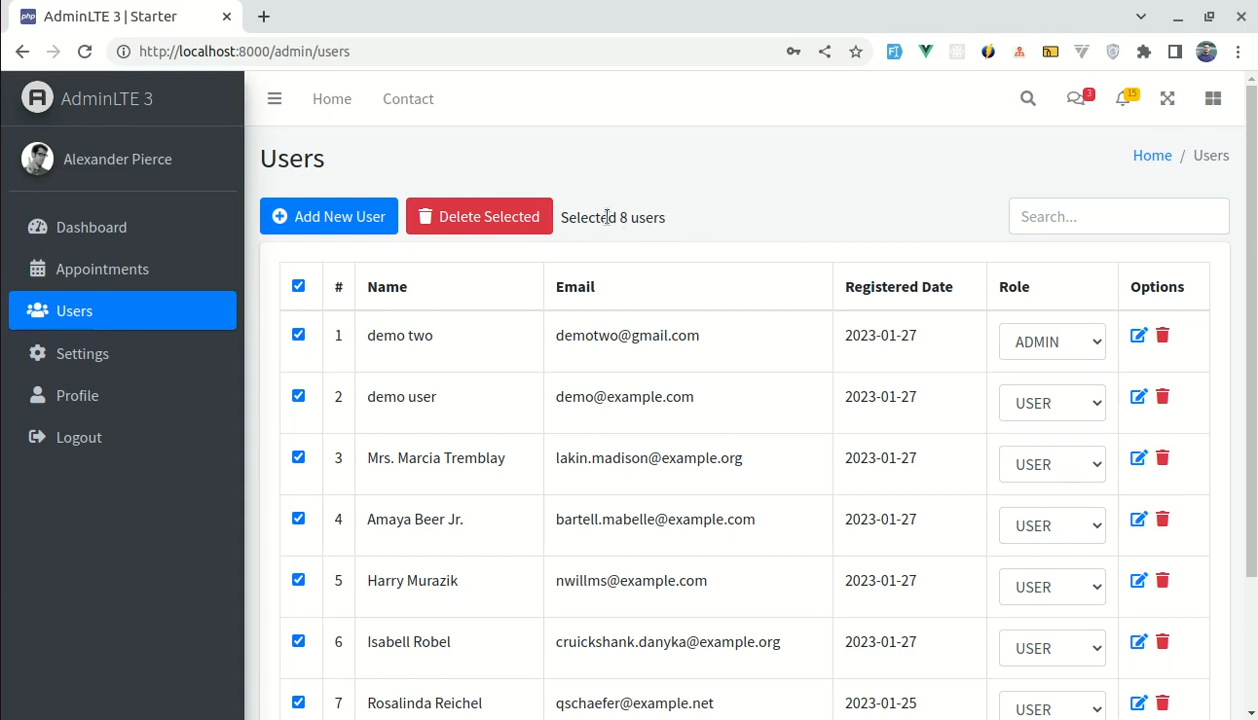 php AdminLTE 3 | Starter
http://localhost:8000/admin/users
AdminLTE 3
Home Contact 3 15
Alexander Pierce
Users
Home / Users
Dashboard
Appointments
Users
Settings
Profile
Logout
Add New User Delete Selected Selected 8 users Search...
# Name Email Registered Date Role Options
1 demo two demotwo@gmail.com 2023-01-27 ADMIN
2 demo user demo@example.com 2023-01-27 USER
3 Mrs. Marcia Tremblay lakin.madison@example.org 2023-01-27 USER
4 Amaya Beer Jr. bartell.mabelle@example.com 2023-01-27 USER
5 Harry Murazik nwillms@example.com 2023-01-27 USER
6 Isabell Robel cruickshank.danyka@example.org 2023-01-27 USER
7 Rosalinda Reichel qschaefer@example.net 2023-01-25 USER